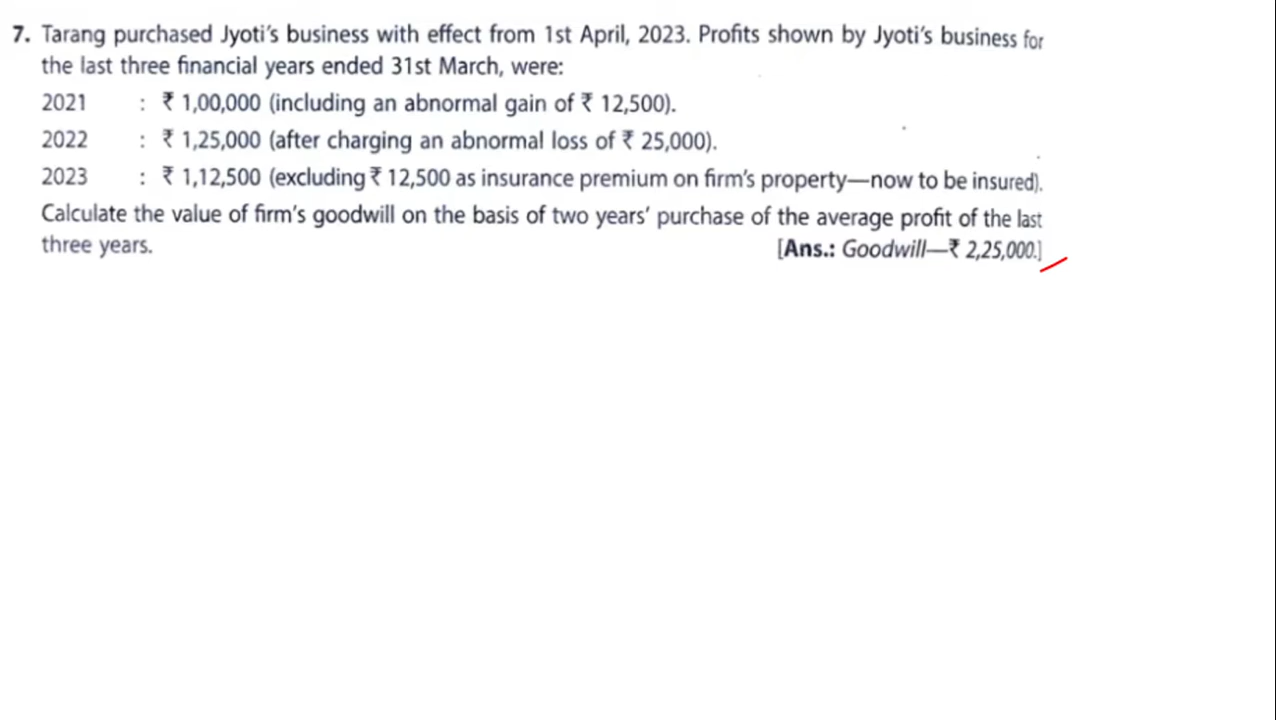 7. Tarang purchased Jyoti's business with effect from 1st April, 2023. Profits shown by Jyoti's business for
the last three financial years ended 31st March, were:
2021 : ₹ 1,00,000 (including an abnormal gain of ₹ 12,500).
2022 : ₹ 1,25,000 (after charging an abnormal loss of ₹ 25,000).
2023 : ₹ 1,12,500 (excluding ₹ 12,500 as insurance premium on firm's property—now to be insured).
Calculate the value of firm's goodwill on the basis of two years' purchase of the average profit of the last
three years. [Ans.: Goodwill—₹ 2,25,000.]